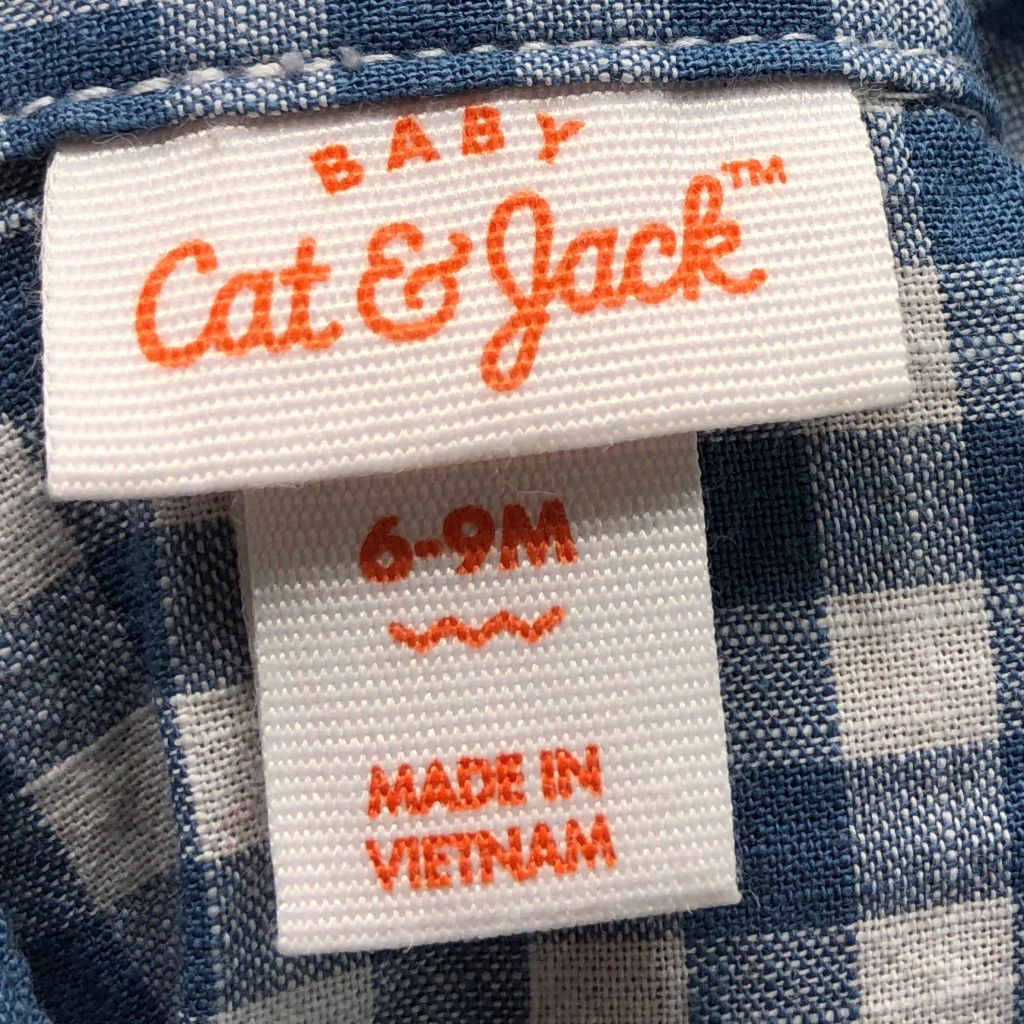 BABY
Cat & Jack™
6-9M
MADE IN
VIETNAM